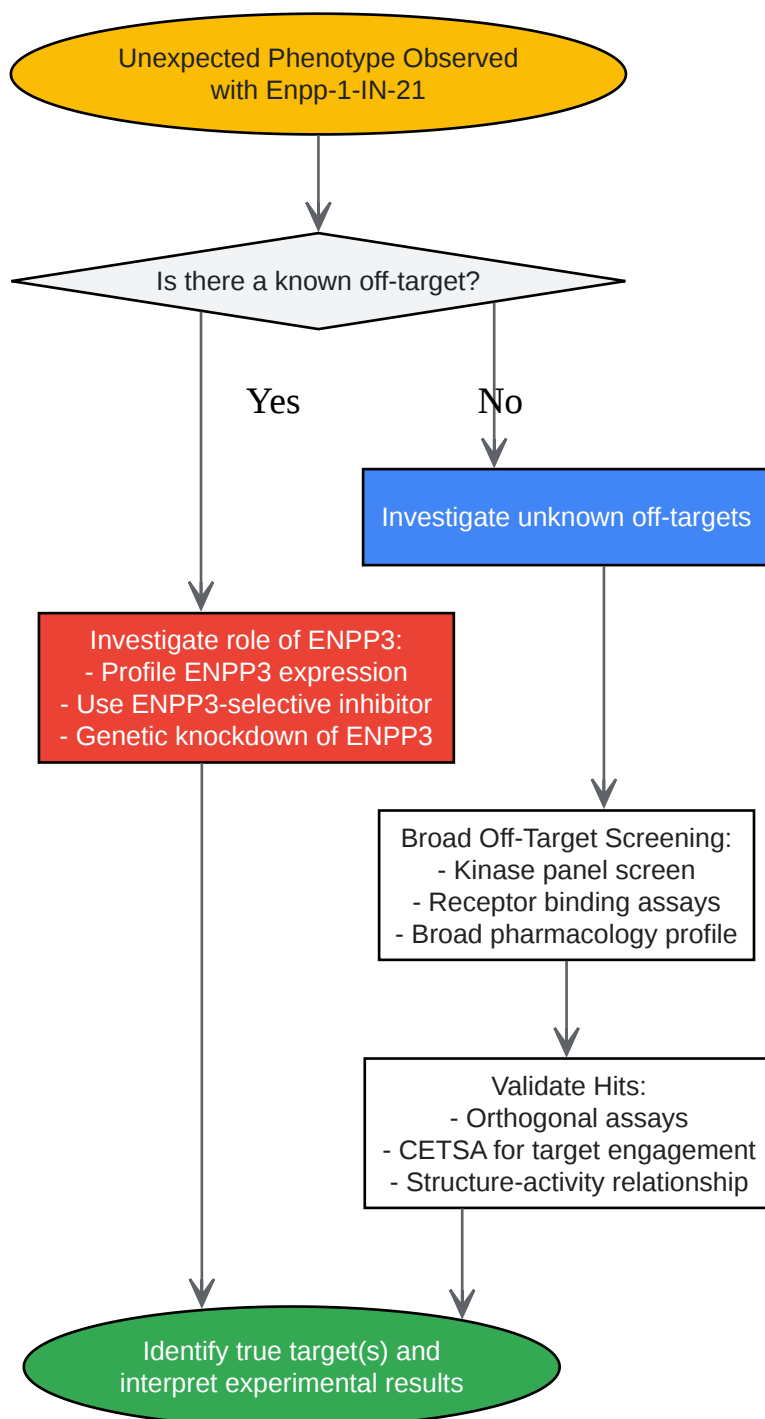 Unexpected Phenotype Observed
with Enpp-1-IN-21
Is there a known off-target?
Yes
No
Investigate unknown off-targets
Investigate role of ENPP3:
- Profile ENPP3 expression
- Use ENPP3-selective inhibitor
- Genetic knockdown of ENPP3
Broad Off-Target Screening:
- Kinase panel screen
- Receptor binding assays
- Broad pharmacology profile
Validate Hits:
- Orthogonal assays
- CETSA for target engagement
- Structure-activity relationship
Identify true target(s) and
interpret experimental results